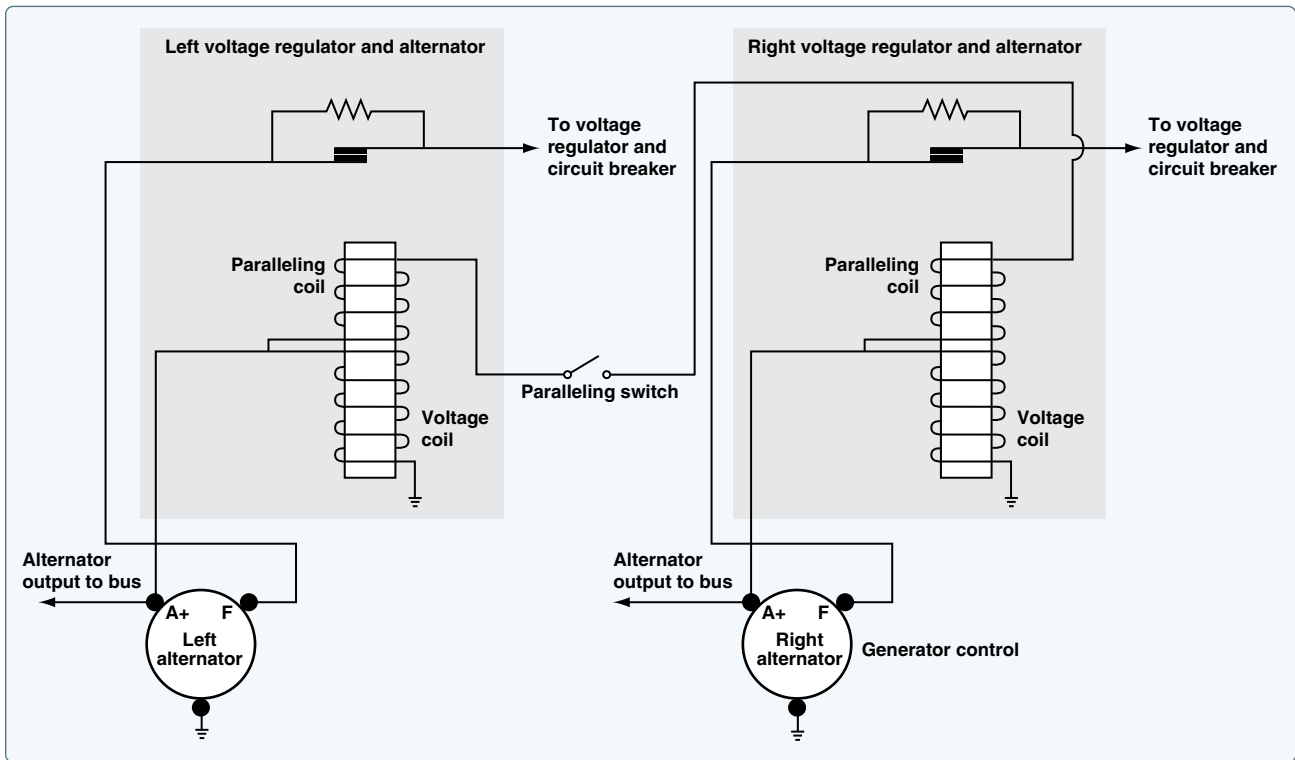 Left voltage regulator and alternator
Right voltage regulator and alternator
To voltage
regulator and
circuit breaker
To voltage
regulator and
circuit breaker
Paralleling
coil
Paralleling
coil
Paralleling switch
Voltage
coil
Voltage
coil
Alternator
output to bus
Alternator
output to bus
A+ F
Left
alternator
A+ F
Right
alternator
Generator control